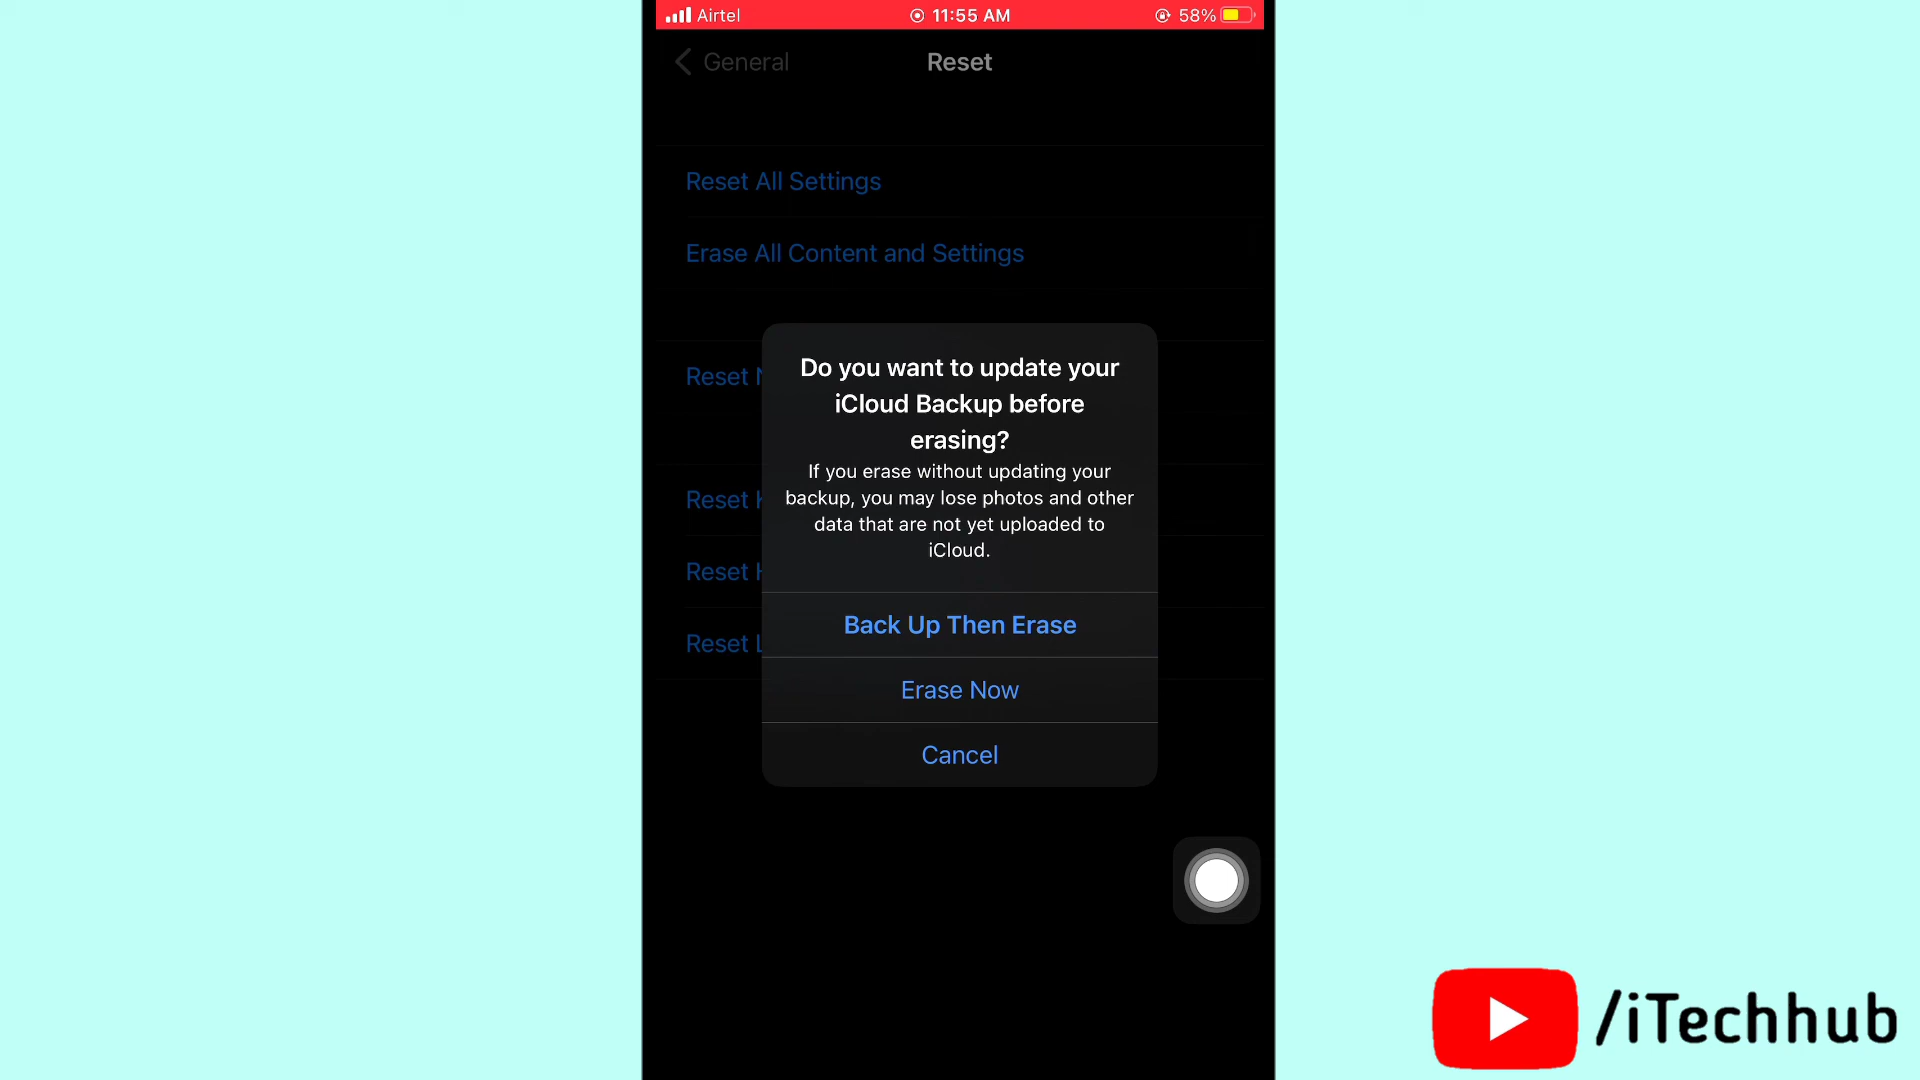 Airtel
11:55 AM
58%
General
Reset
Reset All Settings
Erase All Content and Settings
Reset N
Reset K
Reset H
Reset L
Do you want to update your
iCloud Backup before
erasing?
If you erase without updating your
backup, you may lose photos and other
data that are not yet uploaded to
iCloud.
Back Up Then Erase
Erase Now
Cancel
/iTechhub